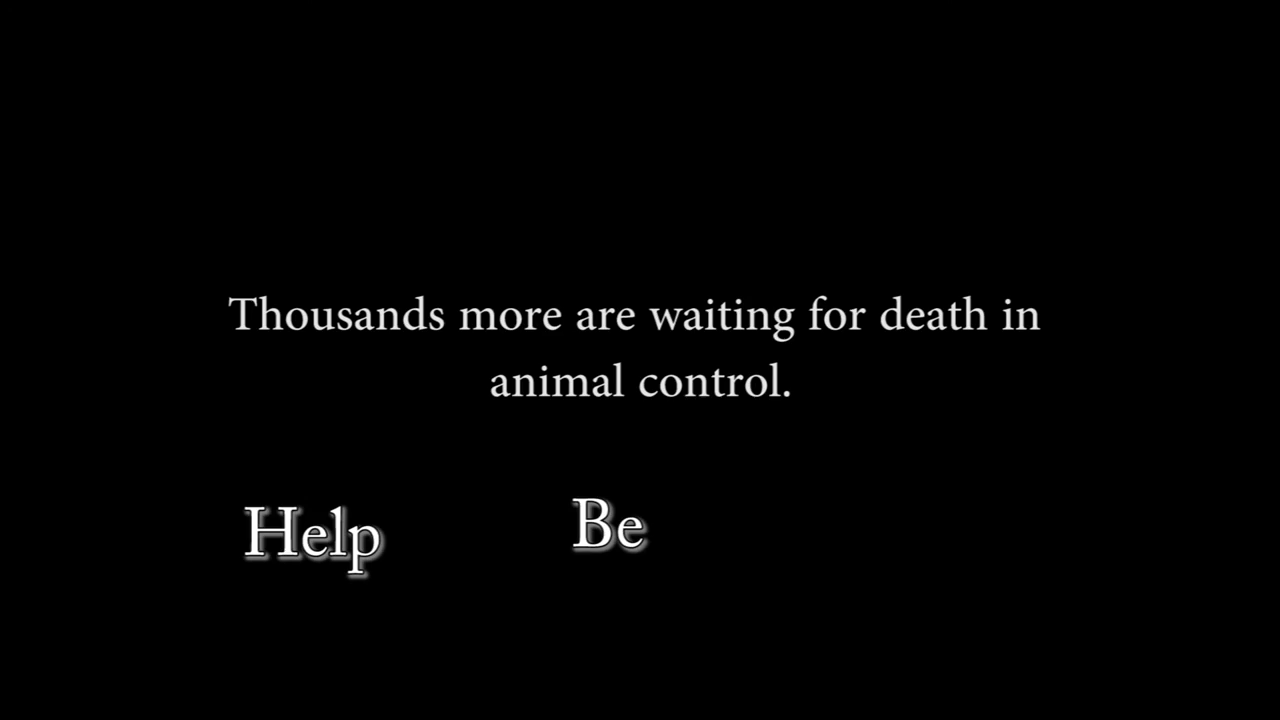 Thousands more are waiting for death in
animal control.
Help Be